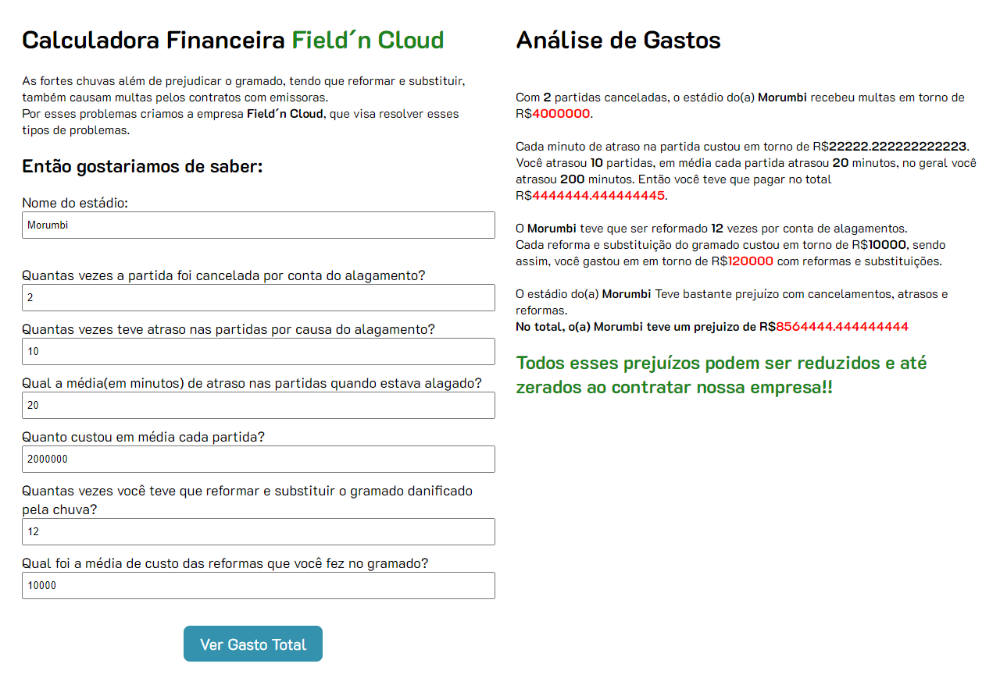 Calculadora Financeira Field´n Cloud
As fortes chuvas além de prejudicar o gramado, tendo que reformar e substituir,
também causam multas pelos contratos com emissoras.
Por esses problemas criamos a empresa Field´n Cloud, que visa resolver esses
tipos de problemas.
Então gostariamos de saber:
Nome do estádio:
Morumbi
Quantas vezes a partida foi cancelada por conta do alagamento?
2
Quantas vezes teve atraso nas partidas por causa do alagamento?
10
Qual a média(em minutos) de atraso nas partidas quando estava alagado?
20
Quanto custou em média cada partida?
2000000
Quantas vezes você teve que reformar e substituir o gramado danificado
pela chuva?
12
Qual foi a média de custo das reformas que você fez no gramado?
10000
Ver Gasto Total
Análise de Gastos
Com 2 partidas canceladas, o estádio do(a) Morumbi recebeu multas em torno de
R$4000000.
Cada minuto de atraso na partida custou em torno de R$22222.222222222223.
Você atrasou 10 partidas, em média cada partida atrasou 20 minutos, no geral você
atrasou 200 minutos. Então você teve que pagar no total
R$4444444.444444445.
O Morumbi teve que ser reformado 12 vezes por conta de alagamentos.
Cada reforma e substituição do gramado custou em torno de R$10000, sendo
assim, você gastou em em torno de R$120000 com reformas e substituições.
O estádio do(a) Morumbi Teve bastante prejuízo com cancelamentos, atrasos e
reformas.
No total, o(a) Morumbi teve um prejuizo de R$8564444.444444444
Todos esses prejuízos podem ser reduzidos e até
zerados ao contratar nossa empresa!!